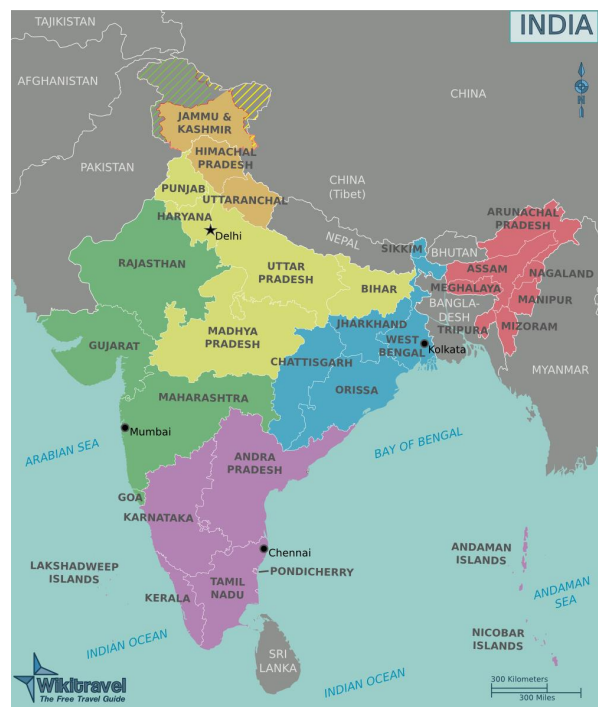 INDIA
TAJIKISTAN
AFGHANISTAN
CHINA
N
JAMMU &
KASHMIR
HIMACHAL
PRADESH
PAKISTAN
PUNJAB
CHINA
(Tibet)
UTTARANCHAL
HARYANA
Delhi
ARUNACHAL
PRADESH
NEPAL
SIKKIM
BHUTAN
RAJASTHAN
UTTAR
PRADESH
ASSAM
NAGALAND
BIHAR
MEGHALAYA
MANIPUR
BANGLA-
DESH
JHARKHAND
TRIPURA
MIZORAM
GUJARAT
MADHYA
PRADESH
WEST
BENGAL
Kolkata
CHATTISGARH
MYANMAR
ORISSA
MAHARASHTRA
Mumbai
ARABIAN SEA
BAY OF BENGAL
ANDRA
PRADESH
GOA
KARNATAKA
Chennai
ANDAMAN
ISLANDS
LAKSHADWEEP
ISLANDS
PONDICHERRY
TAMIL
NADU
KERALA
ANDAMAN
SEA
INDIAN OCEAN
NICOBAR
ISLANDS
SRI
LANKA
INDIAN OCEAN
Wikitravel
The Free Travel Guide
300 Kilometers
300 Miles